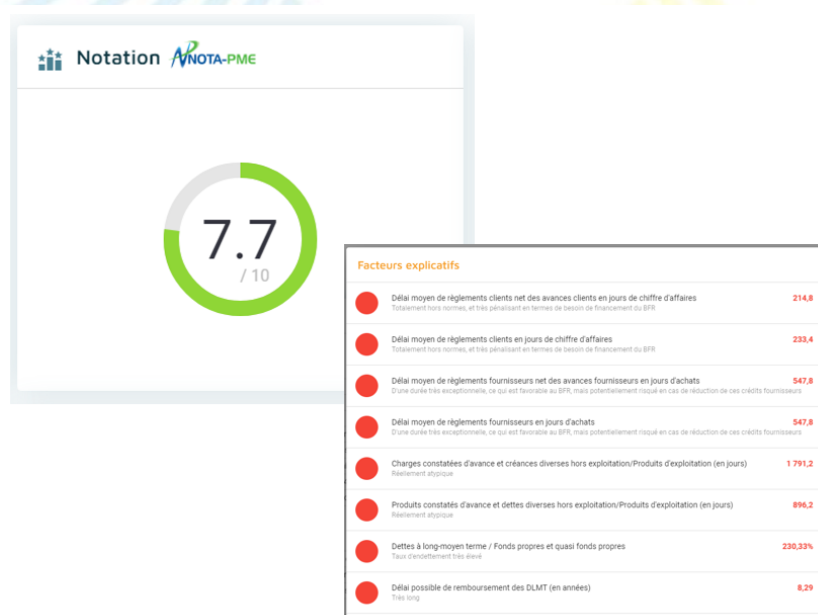 Notation NOTA-PME
7.7
/ 10
Facteurs explicatifs
Délai moyen de règlements clients net des avances clients en jours de chiffre d'affaires 214,8
Totalement hors normes, et très pénalisant en termes de besoin de financement du BFR
Délai moyen de règlements clients en jours de chiffre d'affaires 233,4
Totalement hors normes, et très pénalisant en termes de besoin de financement du BFR
Délai moyen de règlements fournisseurs net des avances fournisseurs en jours d'achats 547,8
D'une durée très exceptionnelle, ce qui est favorable au BFR, mais potentiellement risqué en cas de réduction de ces crédits fournisseurs
Délai moyen de règlements fournisseurs en jours d'achats 547,8
D'une durée très exceptionnelle, ce qui est favorable au BFR, mais potentiellement risqué en cas de réduction de ces crédits fournisseurs
Charges constatées d'avance et créances diverses hors exploitation/Produits d'exploitation (en jours) 1 791,2
Réellement atypique
Produits constatés d'avance et dettes diverses hors exploitation/Produits d'exploitation (en jours) 896,2
Réellement atypique
Dettes à long-moyen terme / Fonds propres et quasi fonds propres 230,33%
Taux d'endettement très élevé
Délai possible de remboursement des DLMT (en années) 8,29
Très long